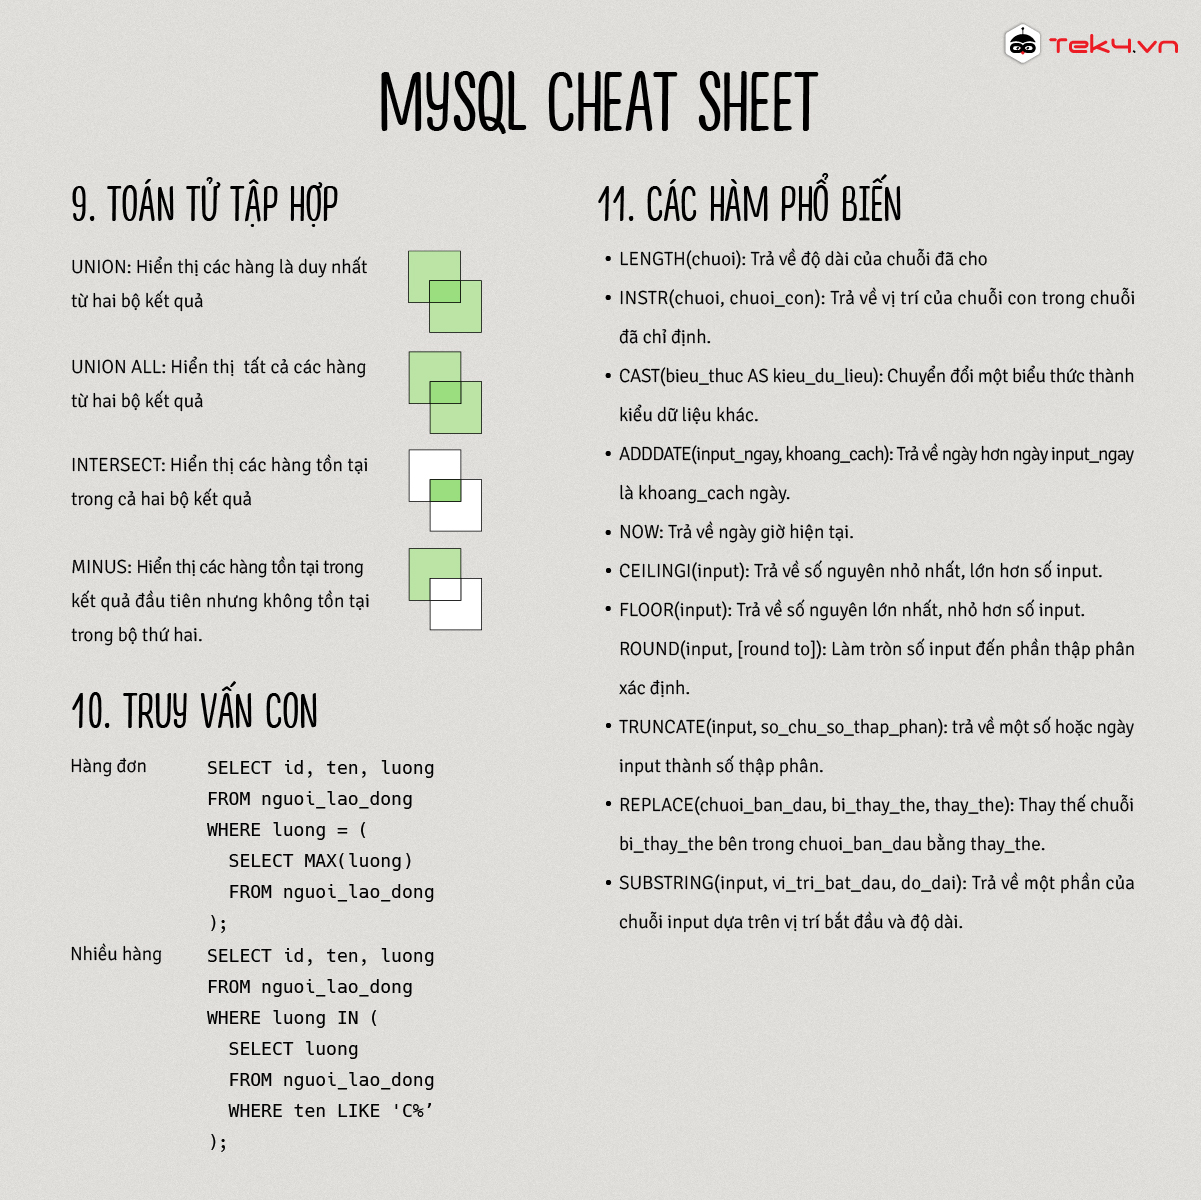 Tek4.vn
MYSQL CHEAT SHEET
9. TOÁN TỬ TẬP HỢP
UNION: Hiển thị các hàng là duy nhất
từ hai bộ kết quả
UNION ALL: Hiển thị tất cả các hàng
từ hai bộ kết quả
INTERSECT: Hiển thị các hàng tồn tại
trong cả hai bộ kết quả
MINUS: Hiển thị các hàng tồn tại trong
kết quả đầu tiên nhưng không tồn tại
trong bộ thứ hai.
10. TRUY VẤN CON
Hàng đơn
SELECT id, ten, luong
FROM nguoi_lao_dong
WHERE luong = (
SELECT MAX(luong)
FROM nguoi_lao_dong
);
Nhiều hàng
SELECT id, ten, luong
FROM nguoi_lao_dong
WHERE luong IN (
SELECT luong
FROM nguoi_lao_dong
WHERE ten LIKE 'C%’
);
11. CÁC HÀM PHỔ BIẾN
• LENGTH(chuoi): Trả về độ dài của chuỗi đã cho
• INSTR(chuoi, chuoi_con): Trả về vị trí của chuỗi con trong chuỗi
đã chỉ định.
• CAST(bieu_thuc AS kieu_du_lieu): Chuyển đổi một biểu thức thành
kiểu dữ liệu khác.
• ADDDATE(input_ngay, khoang_cach): Trả về ngày hơn ngày input_ngay
là khoang_cach ngày.
• NOW: Trả về ngày giờ hiện tại.
• CEILINGI(input): Trả về số nguyên nhỏ nhất, lớn hơn số input.
• FLOOR(input): Trả về số nguyên lớn nhất, nhỏ hơn số input.
ROUND(input, [round to]): Làm tròn số input đến phần thập phân
xác định.
• TRUNCATE(input, so_chu_so_thap_phan): trả về một số hoặc ngày
input thành số thập phân.
• REPLACE(chuoi_ban_dau, bi_thay_the, thay_the): Thay thế chuỗi
bi_thay_the bên trong chuoi_ban_dau bằng thay_the.
• SUBSTRING(input, vi_tri_bat_dau, do_dai): Trả về một phần của
chuỗi input dựa trên vị trí bắt đầu và độ dài.